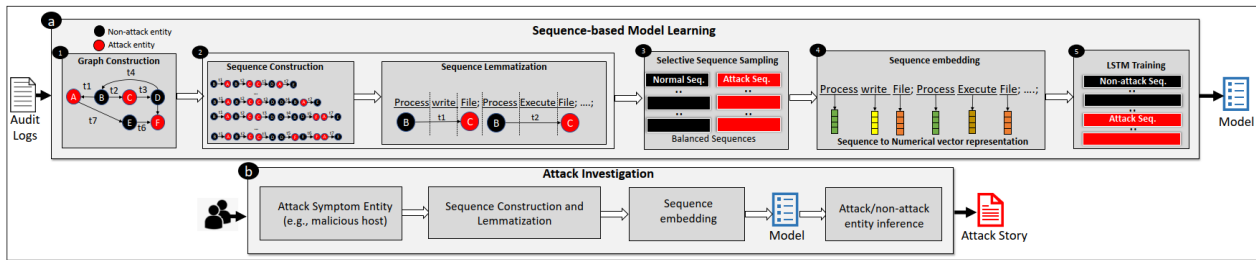 a
Sequence-based Model Learning
Non-attack entity
Attack entity
1
Graph Construction
t4
t1
t2
t3
A
B
C
D
t7
E
t6
F
Audit
Logs
2
Sequence Construction
Sequence Lemmatization
Process write File; Process Execute File; ....;
B
t1
C
B
t2
C
3
Selective Sequence Sampling
Normal Seq.
Attack Seq.
Balanced Sequences
4
Sequence embedding
Process write File; Process Execute File; ....;
Sequence to Numerical vector representation
5
LSTM Training
Non-attack Seq.
Attack Seq.
Model
b
Attack Investigation
Attack Symptom Entity
(e.g., malicious host)
Sequence Construction and
Lemmatization
Sequence
embedding
Model
Attack/non-attack
entity inference
Attack Story